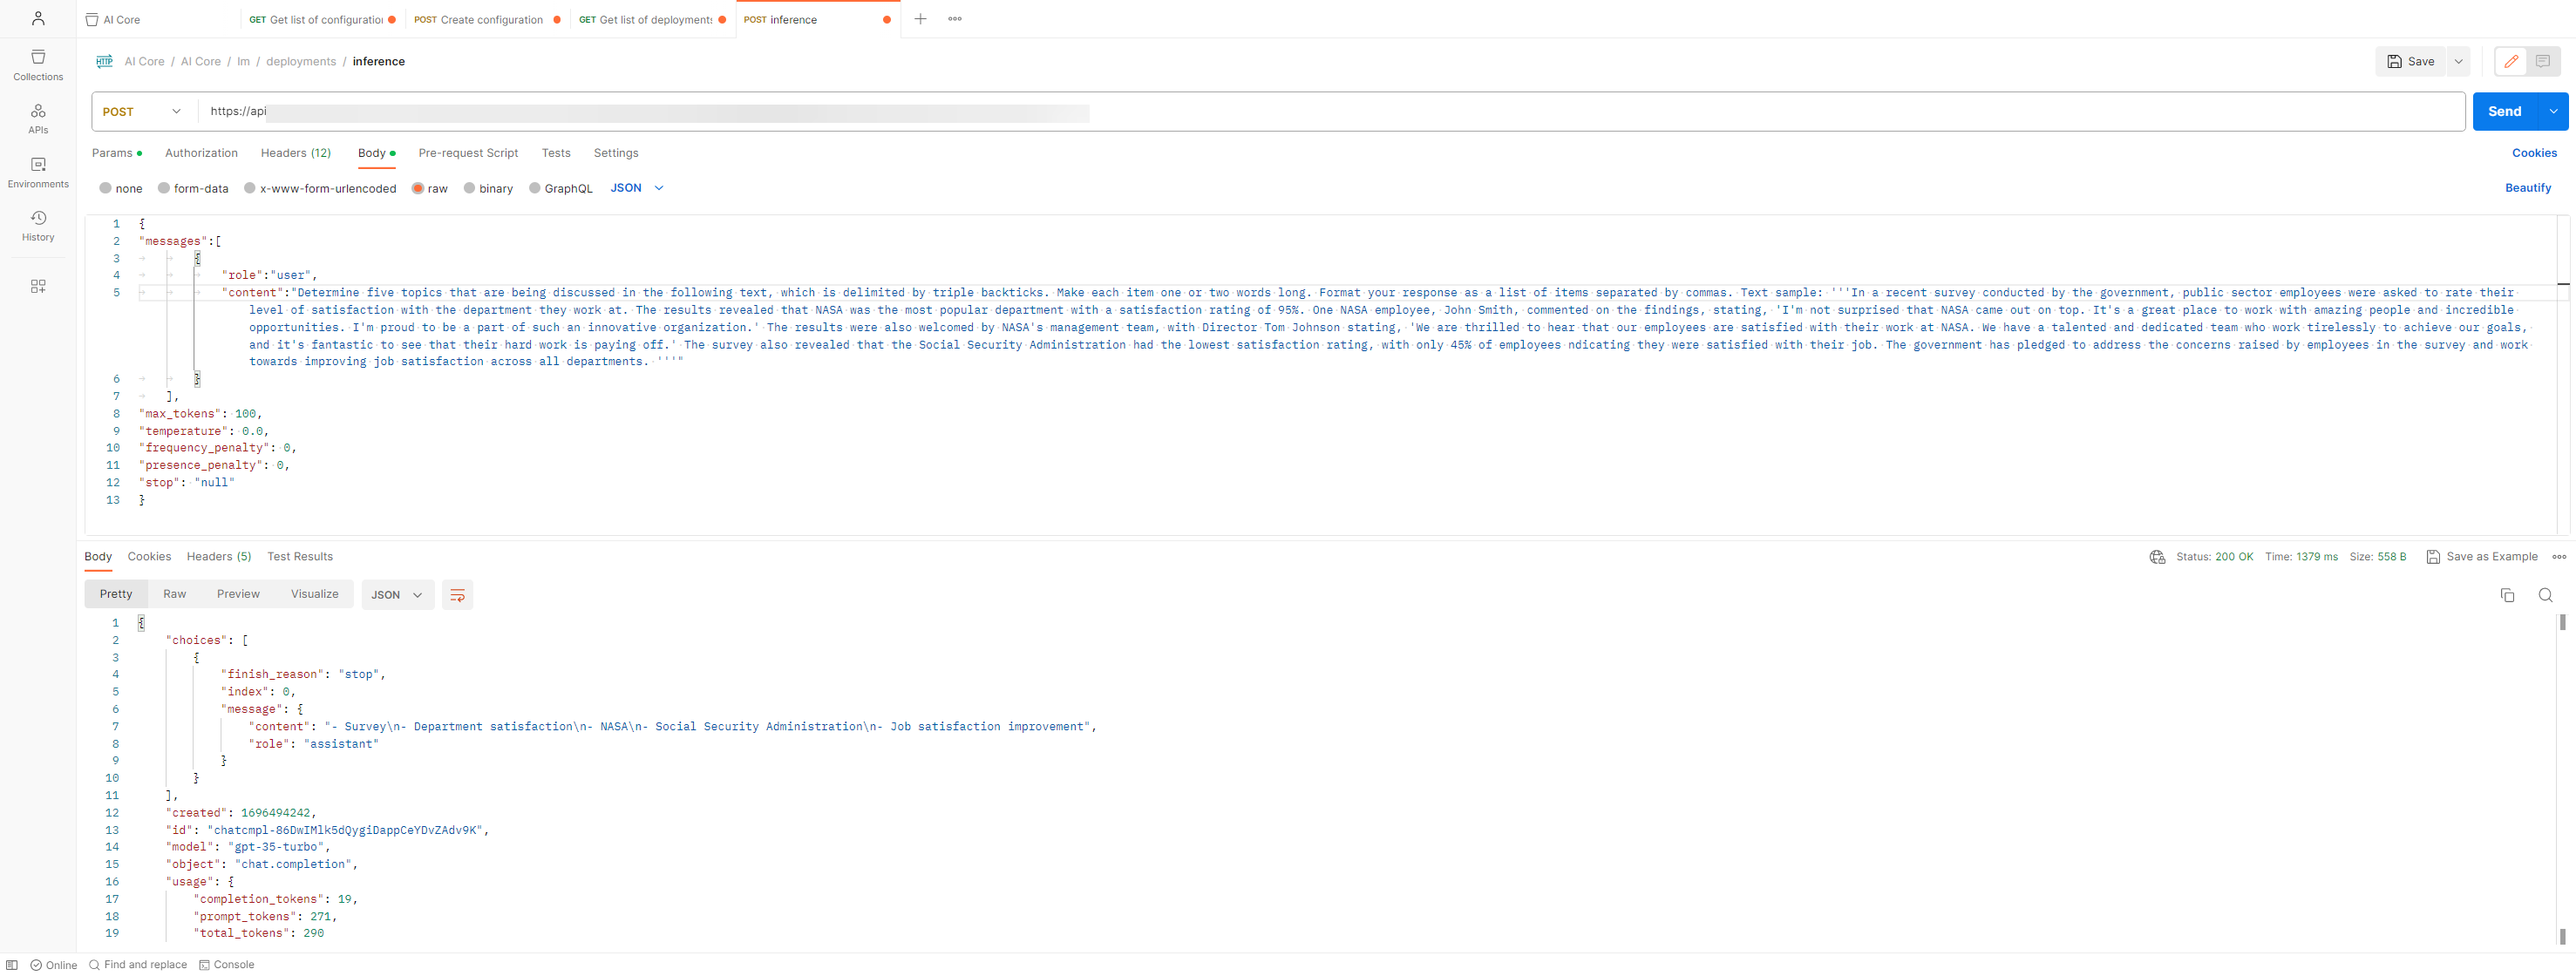 AI Core
GET Get list of configuration
POST Create configuration
GET Get list of deployments
POST inference
Collections
APIs
Environments
History
HTTP AI Core / AI Core / lm / deployments / inference
Save
POST
https://api
Send
Params
Authorization
Headers (12)
Body
Pre-request Script
Tests
Settings
Cookies
none
form-data
x-www-form-urlencoded
raw
binary
GraphQL
JSON
Beautify
1 {
2 "messages":[
3 {
4 "role":"user",
5 "content":"Determine five topics that are being discussed in the following text, which is delimited by triple backticks. Make each item one or two words long. Format your response as a list of items separated by commas. Text sample: '''In a recent survey conducted by the government, public sector employees were asked to rate their
level of satisfaction with the department they work at. The results revealed that NASA was the most popular department with a satisfaction rating of 95%. One NASA employee, John Smith, commented on the findings, stating, 'I'm not surprised that NASA came out on top. It's a great place to work with amazing people and incredible
opportunities. I'm proud to be a part of such an innovative organization.' The results were also welcomed by NASA's management team, with Director Tom Johnson stating, 'We are thrilled to hear that our employees are satisfied with their work at NASA. We have a talented and dedicated team who work tirelessly to achieve our goals,
and it's fantastic to see that their hard work is paying off.' The survey also revealed that the Social Security Administration had the lowest satisfaction rating, with only 45% of employees ndicating they were satisfied with their job. The government has pledged to address the concerns raised by employees in the survey and work
towards improving job satisfaction across all departments. '''"
6 }
7 ],
8 "max_tokens": 100,
9 "temperature": 0.0,
10 "frequency_penalty": 0,
11 "presence_penalty": 0,
12 "stop": "null"
13 }
Body
Cookies
Headers (5)
Test Results
Status: 200 OK
Time: 1379 ms
Size: 558 B
Save as Example
Pretty
Raw
Preview
Visualize
JSON
1 {
2 "choices": [
3 {
4 "finish_reason": "stop",
5 "index": 0,
6 "message": {
7 "content": "- Survey\n- Department satisfaction\n- NASA\n- Social Security Administration\n- Job satisfaction improvement",
8 "role": "assistant"
9 }
10 }
11 ],
12 "created": 1696494242,
13 "id": "chatcmpl-86DwIMlk5dQygiDappCeYDvZAdv9K",
14 "model": "gpt-35-turbo",
15 "object": "chat.completion",
16 "usage": {
17 "completion_tokens": 19,
18 "prompt_tokens": 271,
19 "total_tokens": 290
Online
Find and replace
Console